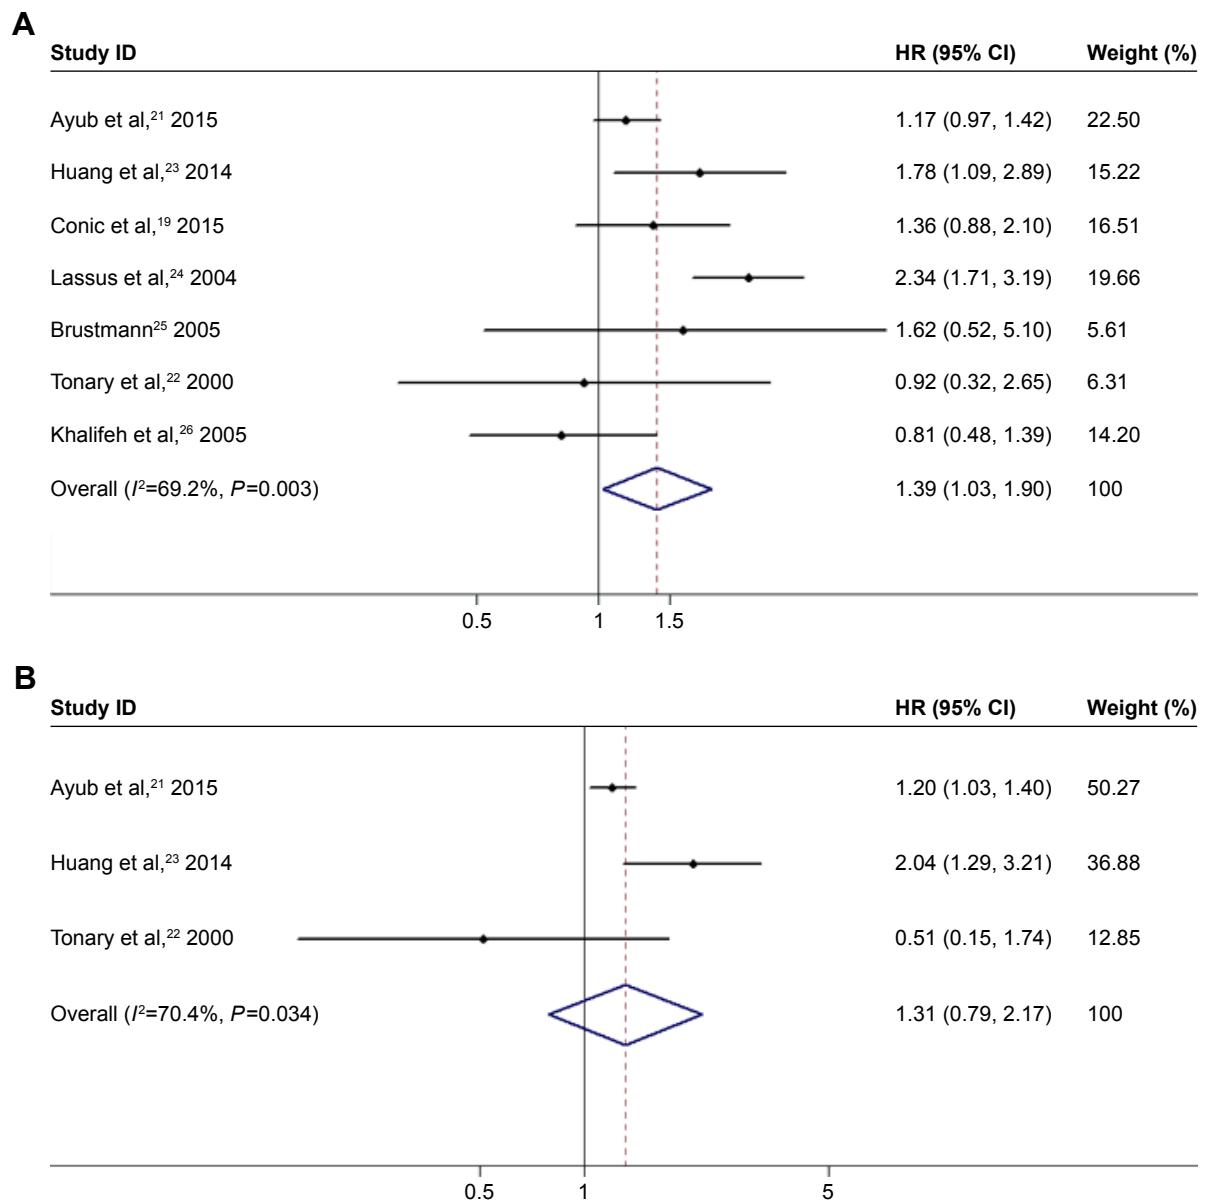 A
Study ID HR (95% CI) Weight (%)
Ayub et al,²¹ 2015 1.17 (0.97, 1.42) 22.50
Huang et al,²³ 2014 1.78 (1.09, 2.89) 15.22
Conic et al,¹⁹ 2015 1.36 (0.88, 2.10) 16.51
Lassus et al,²⁴ 2004 2.34 (1.71, 3.19) 19.66
Brustmann²⁵ 2005 1.62 (0.52, 5.10) 5.61
Tonary et al,²² 2000 0.92 (0.32, 2.65) 6.31
Khalifeh et al,²⁶ 2005 0.81 (0.48, 1.39) 14.20
Overall (I²=69.2%, P=0.003) 1.39 (1.03, 1.90) 100
0.5 1 1.5
B
Study ID HR (95% CI) Weight (%)
Ayub et al,²¹ 2015 1.20 (1.03, 1.40) 50.27
Huang et al,²³ 2014 2.04 (1.29, 3.21) 36.88
Tonary et al,²² 2000 0.51 (0.15, 1.74) 12.85
Overall (I²=70.4%, P=0.034) 1.31 (0.79, 2.17) 100
0.5 1 5